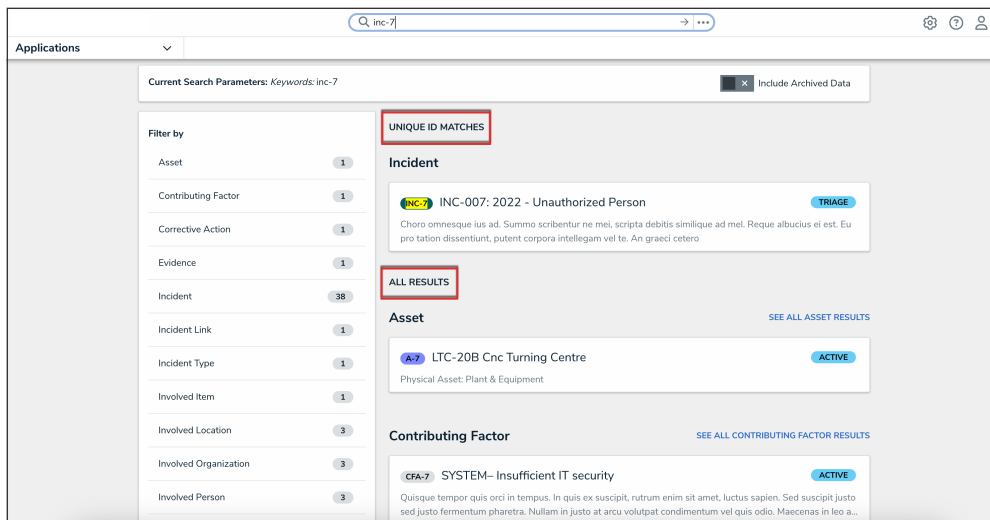 inc-7
Applications
Current Search Parameters: Keywords: inc-7
Include Archived Data
Filter by
Asset 1
Contributing Factor 1
Corrective Action 1
Evidence 1
Incident 38
Incident Link 1
Incident Type 1
Involved Item 1
Involved Location 3
Involved Organization 3
Involved Person 3
UNIQUE ID MATCHES
Incident
INC-7 INC-007: 2022 - Unauthorized Person TRIAGE
Choro omnesque ius ad. Summo scribentur ne mei, scripta debitis similique ad mel. Reque albucius ei est. Eu
pro tation dissentiunt, putent corpora intellegam vel te. An graeci cetero
ALL RESULTS
Asset SEE ALL ASSET RESULTS
A-7 LTC-20B Cnc Turning Centre ACTIVE
Physical Asset: Plant & Equipment
Contributing Factor SEE ALL CONTRIBUTING FACTOR RESULTS
CFA-7 SYSTEM– Insufficient IT security ACTIVE
Quisque tempor quis orci in tempus. In quis ex suscipit, rutrum enim sit amet, luctus sapien. Sed suscipit justo
sed justo fermentum pharetra. Nullam in justo at arcu volutpat condimentum vel quis odio. Maecenas in leo a...